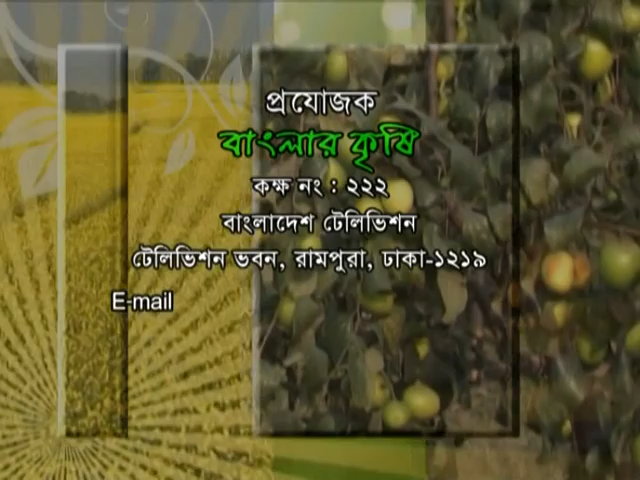 প্রযোজক
বাংলার কৃষি
কক্ষ নং : ২২২
বাংলাদেশ টেলিভিশন
টেলিভিশন ভবন, রামপুরা, ঢাকা-১২১৯
E-mail